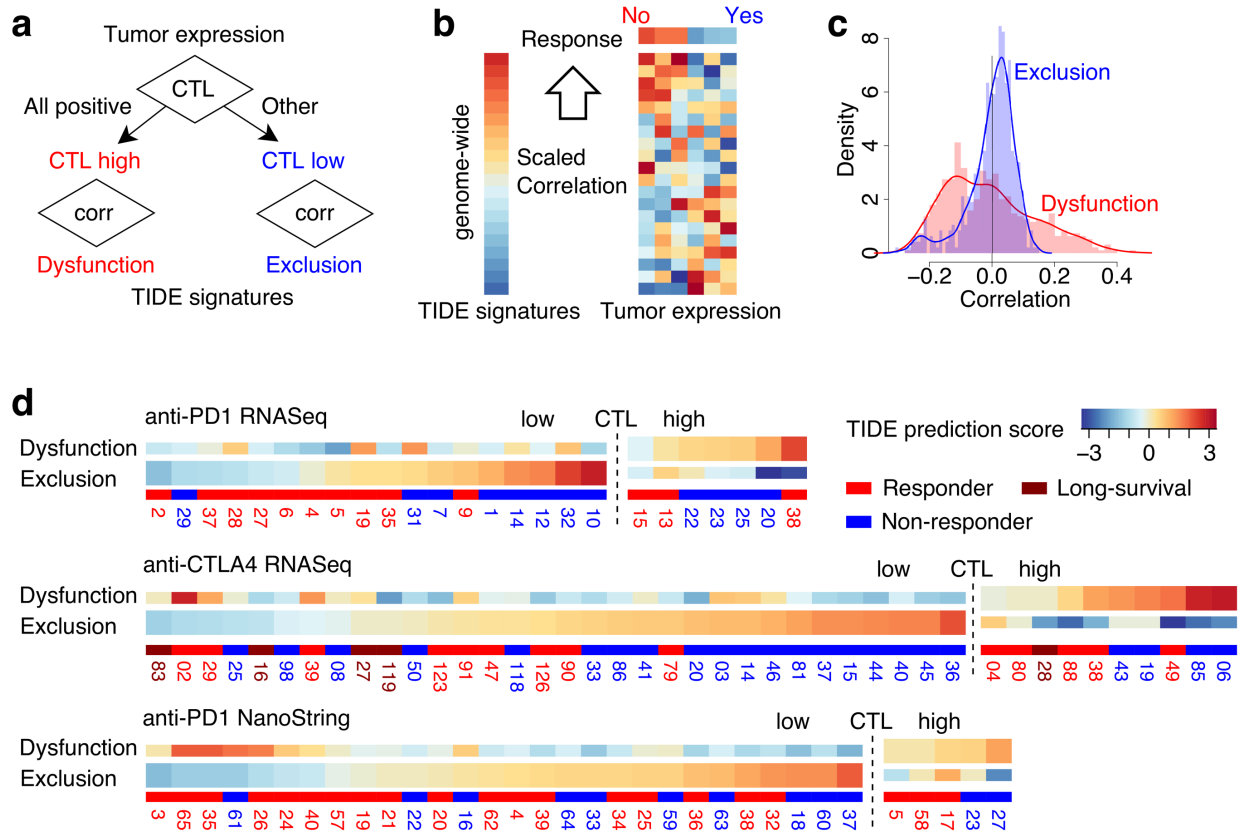 a
Tumor expression
CTL
All positive
Other
CTL high
CTL low
corr
corr
Dysfunction
Exclusion
TIDE signatures
b
No
Yes
Response
genome-wide
Scaled
Correlation
TIDE signatures
Tumor expression
c
8
6
4
2
0
Density
Exclusion
Dysfunction
−0.2 0.0 0.2 0.4
Correlation
d
anti-PD1 RNASeq
low CTL high
Dysfunction
Exclusion
2 29 37 28 27 6 4 5 19 35 31 7 9 1 14 12 32 10 15 13 22 23 25 20 38
TIDE prediction score
−3 0 3
Responder
Long-survival
Non-responder
anti-CTLA4 RNASeq
low CTL high
Dysfunction
Exclusion
83 02 29 25 16 98 39 08 27 119 50 123 91 47 118 126 90 33 86 41 79 20 03 14 46 81 37 15 44 40 45 36 04 80 28 88 38 43 19 49 85 06
anti-PD1 NanoString
low CTL high
Dysfunction
Exclusion
3 65 35 61 26 24 40 57 19 21 22 20 16 62 4 39 64 33 34 25 59 36 63 38 32 18 60 37 5 58 17 23 27